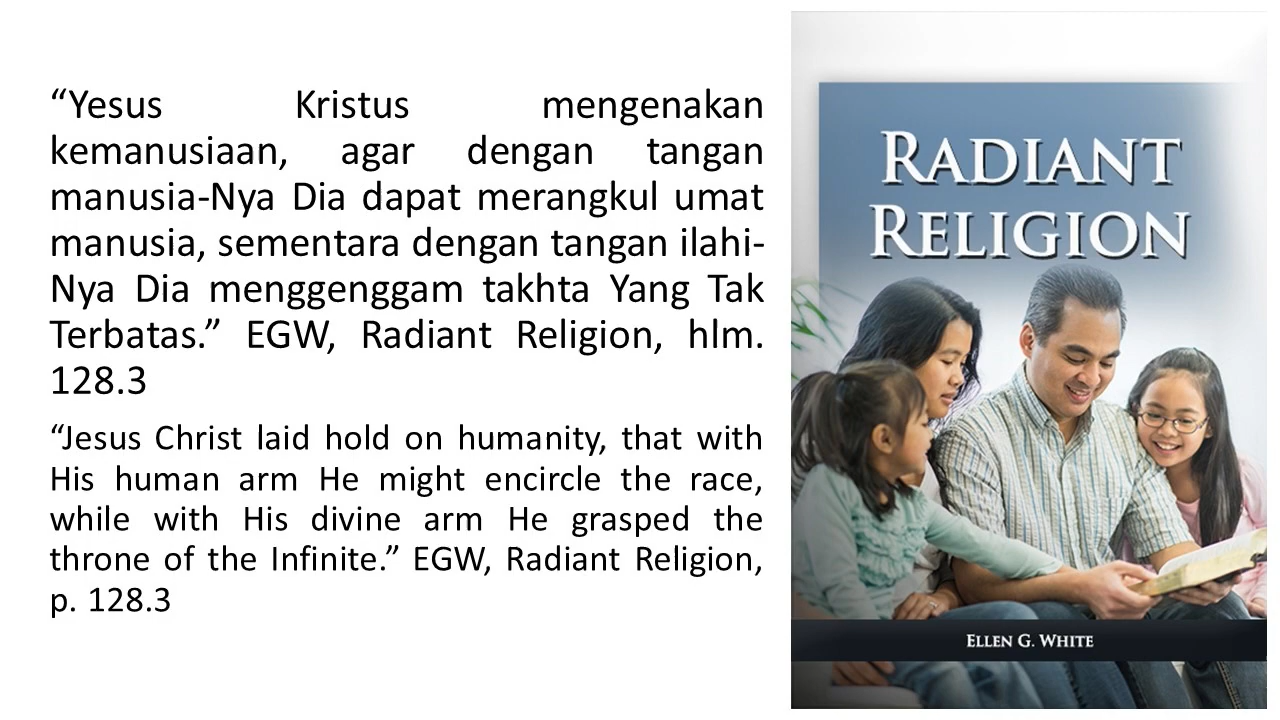 “Yesus Kristus mengenakan
kemanusiaan, agar dengan tangan
manusia-Nya Dia dapat merangkul umat
manusia, sementara dengan tangan ilahi-
Nya Dia menggenggam takhta Yang Tak
Terbatas.” EGW, Radiant Religion, hlm.
128.3
“Jesus Christ laid hold on humanity, that with
His human arm He might encircle the race,
while with His divine arm He grasped the
throne of the Infinite.” EGW, Radiant Religion,
p. 128.3
RADIANT
RELIGION
ELLEN G. WHITE